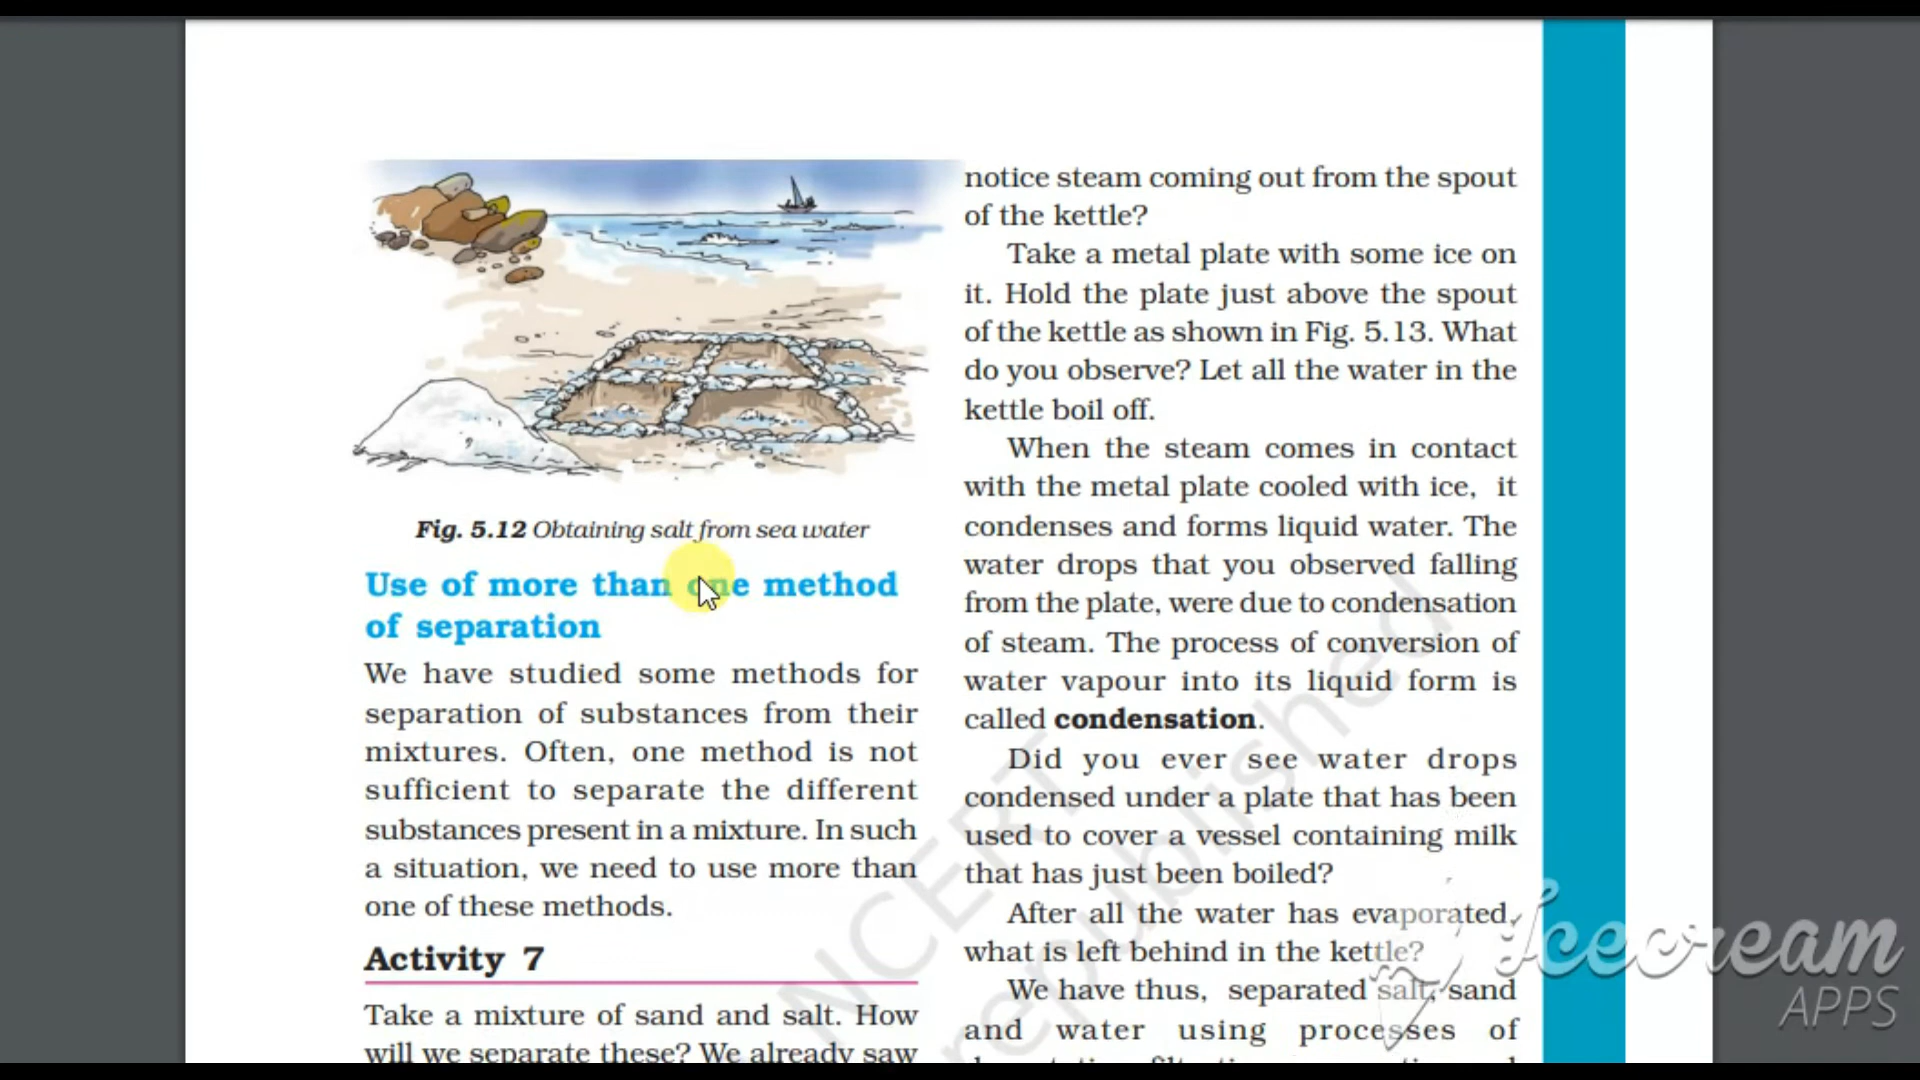 Fig. 5.12 Obtaining salt from sea water
Use of more than one method
of separation
We have studied some methods for
separation of substances from their
mixtures. Often, one method is not
sufficient to separate the different
substances present in a mixture. In such
a situation, we need to use more than
one of these methods.
Activity 7
Take a mixture of sand and salt. How
will we separate these? We already saw
notice steam coming out from the spout
of the kettle?
Take a metal plate with some ice on
it. Hold the plate just above the spout
of the kettle as shown in Fig. 5.13. What
do you observe? Let all the water in the
kettle boil off.
When the steam comes in contact
with the metal plate cooled with ice, it
condenses and forms liquid water. The
water drops that you observed falling
from the plate, were due to condensation
of steam. The process of conversion of
water vapour into its liquid form is
called condensation.
Did you ever see water drops
condensed under a plate that has been
used to cover a vessel containing milk
that has just been boiled?
After all the water has evaporated,
what is left behind in the kettle?
We have thus, separated salt, sand
and water using processes of
NCERT
republished
Icecream
APPS